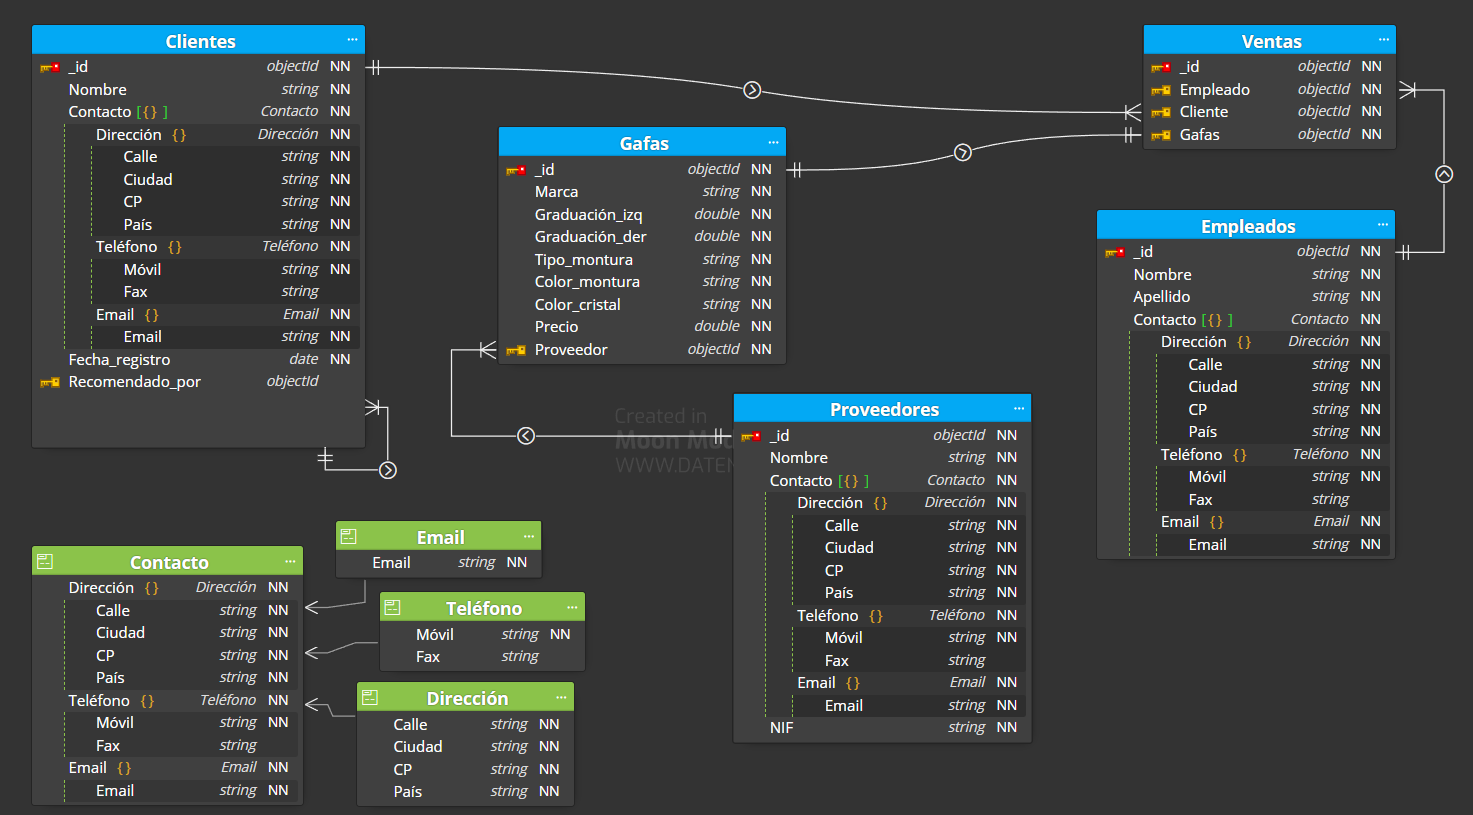 Clientes ...
_id objectId NN
Nombre string NN
Contacto [{} ] Contacto NN
Dirección {} Dirección NN
Calle string NN
Ciudad string NN
CP string NN
País string NN
Teléfono {} Teléfono NN
Móvil string NN
Fax string
Email {} Email NN
Email string NN
Fecha_registro date NN
Recomendado_por objectId
Ventas ...
_id objectId NN
Empleado objectId NN
Cliente objectId NN
Gafas objectId NN
Gafas ...
_id objectId NN
Marca string NN
Graduación_izq double NN
Graduación_der double NN
Tipo_montura string NN
Color_montura string NN
Color_cristal string NN
Precio double NN
Proveedor objectId NN
Empleados ...
_id objectId NN
Nombre string NN
Apellido string NN
Contacto [{} ] Contacto NN
Dirección {} Dirección NN
Calle string NN
Ciudad string NN
CP string NN
País string NN
Teléfono {} Teléfono NN
Móvil string NN
Fax string
Email {} Email NN
Email string NN
Created in
Moon Mo
WWW.DATEN
Proveedores ...
_id objectId NN
Nombre string NN
Contacto [{} ] Contacto NN
Dirección {} Dirección NN
Calle string NN
Ciudad string NN
CP string NN
País string NN
Teléfono {} Teléfono NN
Móvil string NN
Fax string
Email {} Email NN
Email string NN
NIF string NN
Contacto ...
Dirección {} Dirección NN
Calle string NN
Ciudad string NN
CP string NN
País string NN
Teléfono {} Teléfono NN
Móvil string NN
Fax string
Email {} Email NN
Email string NN
Email ...
Email string NN
Teléfono ...
Móvil string NN
Fax string
Dirección ...
Calle string NN
Ciudad string NN
CP string NN
País string NN